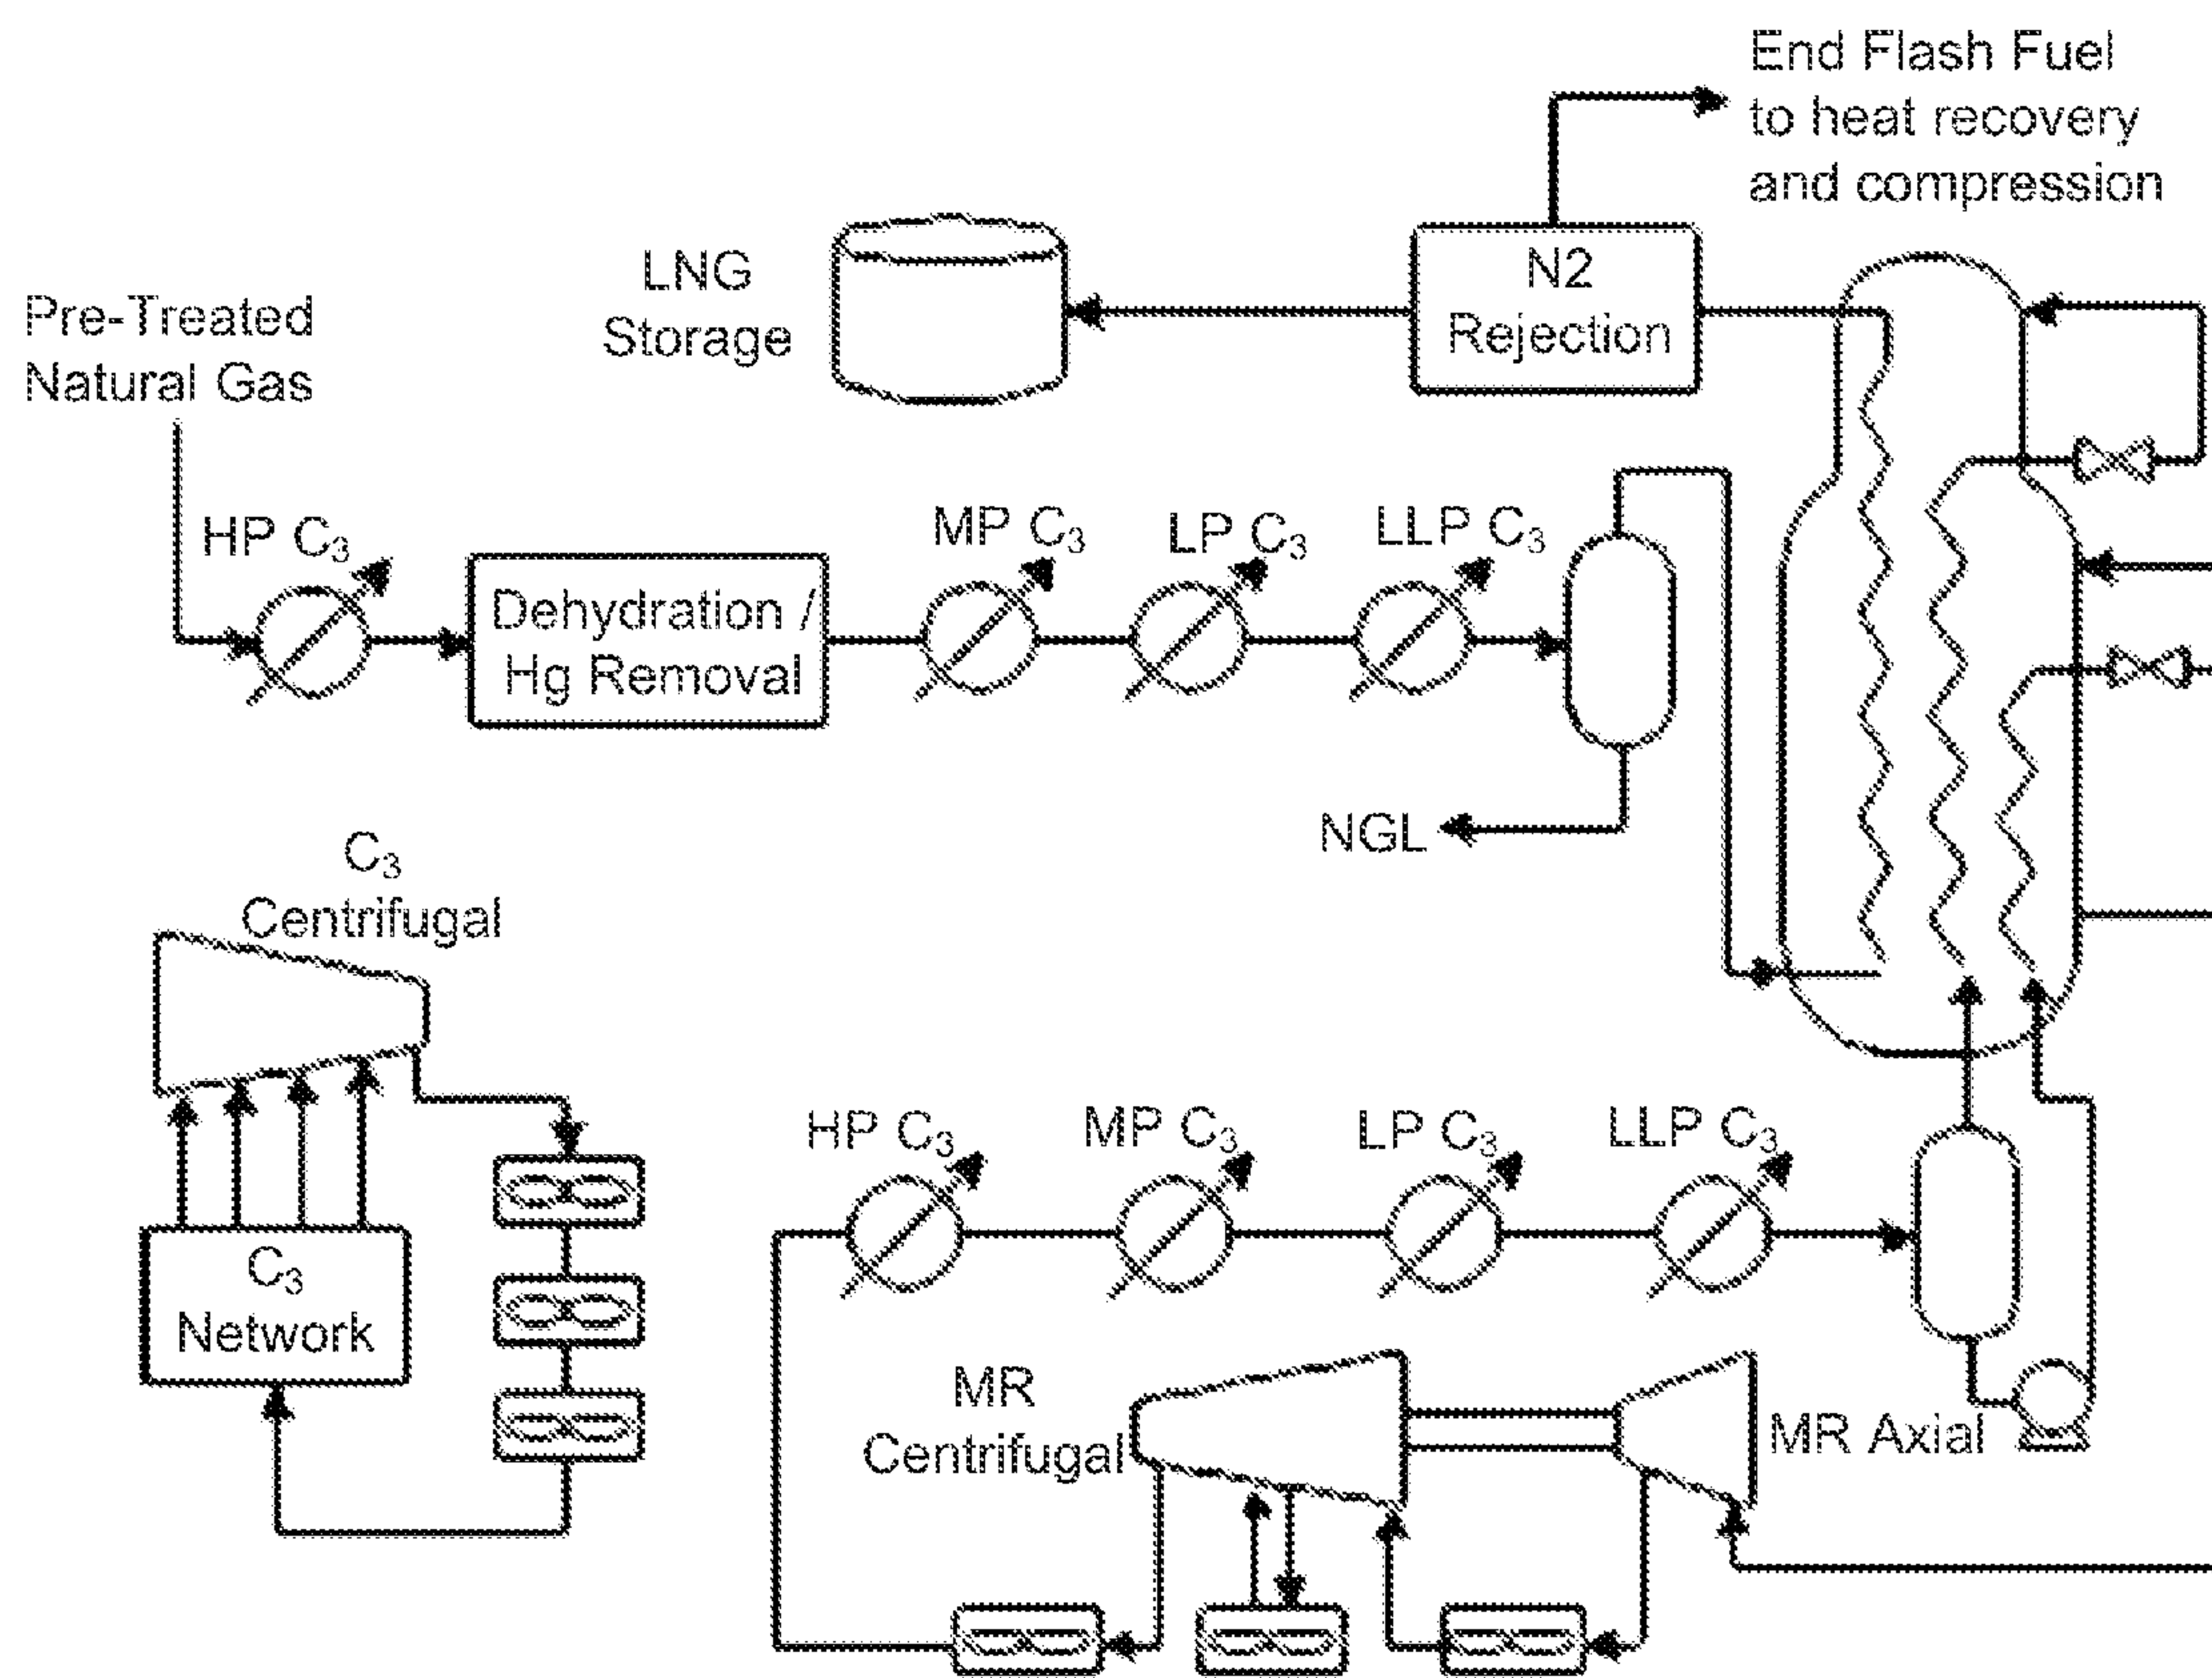 End Flash Fuel
to heat recovery
and compression
LNG
Storage
N2
Rejection
Pre-Treated
Natural Gas
HP C₃
Dehydration /
Hg Removal
MP C₃
LP C₃
LLP C₃
NGL
C₃
Centrifugal
C₃
Network
HP C₃
MP C₃
LP C₃
LLP C₃
MR
Centrifugal
MR Axial